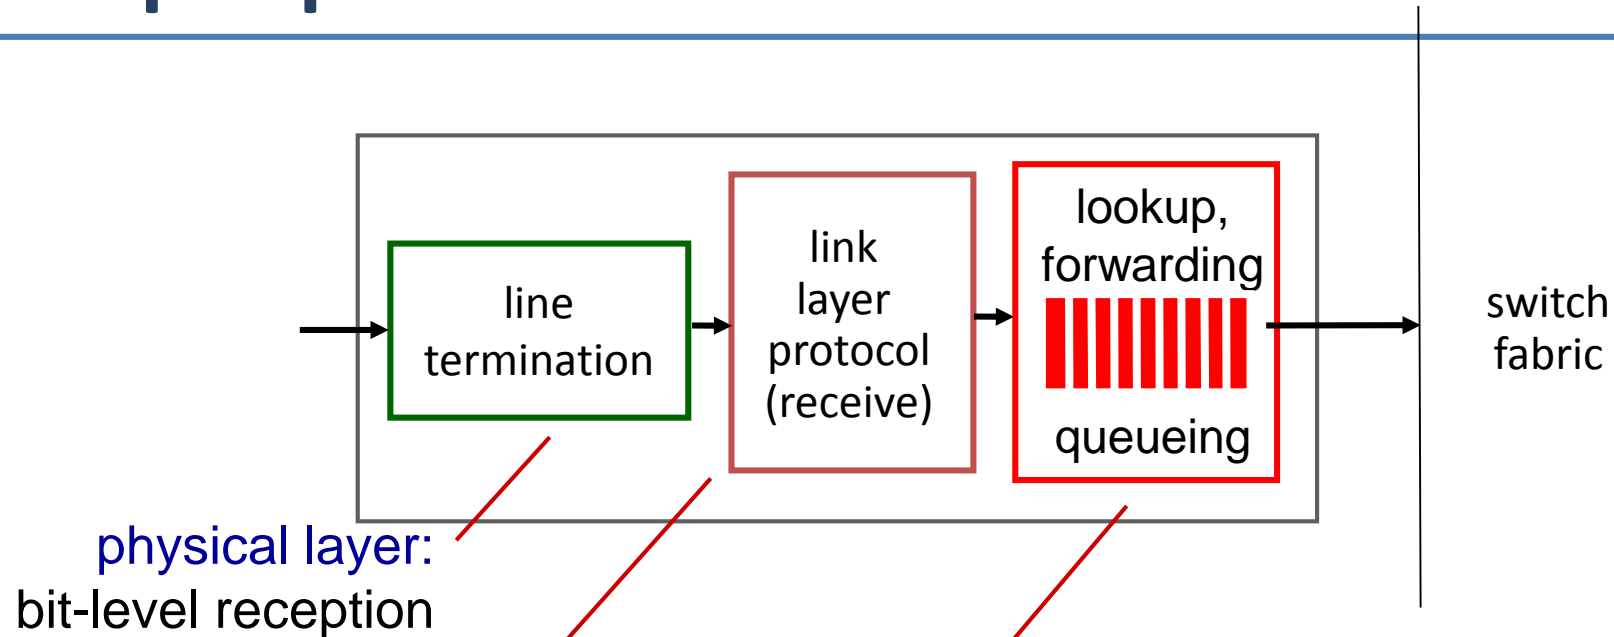 line
termination
link
layer
protocol
(receive)
lookup,
forwarding
queueing
switch
fabric
physical layer:
bit-level reception